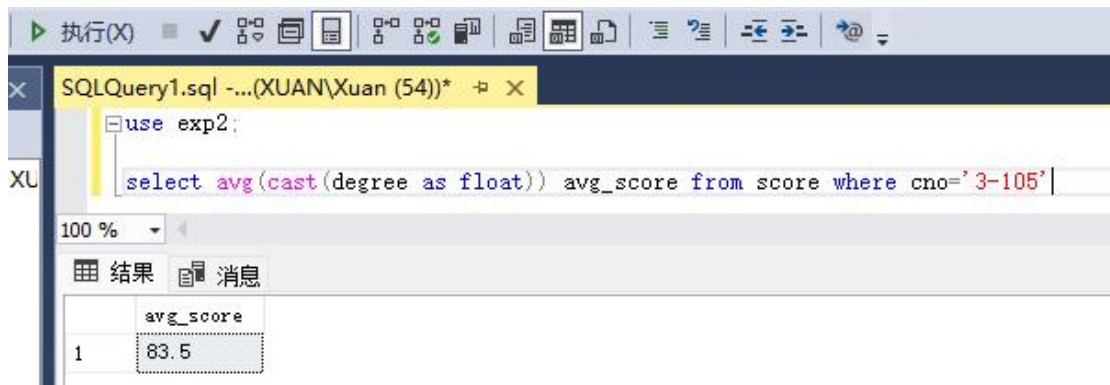 执行(X)
SQLQuery1.sql -...(XUAN\Xuan (54))*
use exp2;
XU
select avg(cast(degree as float)) avg_score from score where cno='3-105'
100 %
结果 消息
avg_score
1 83.5